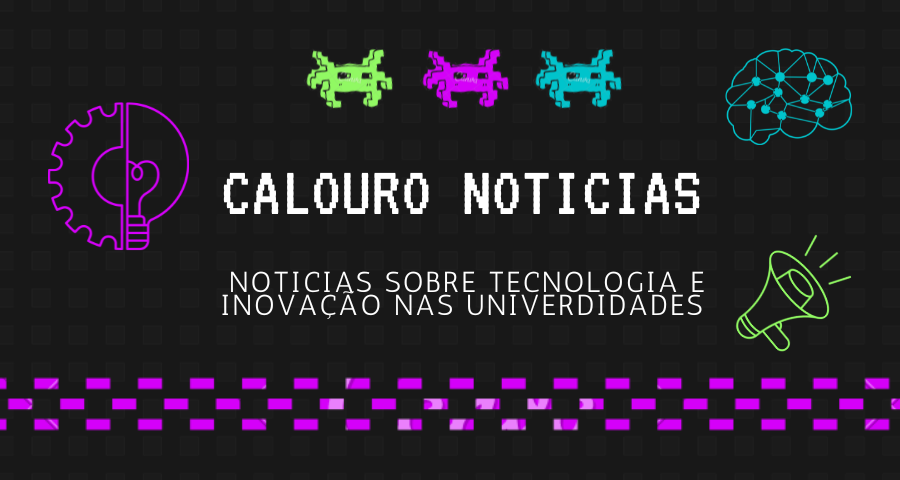 CALOURO NOTICIAS
NOTICIAS SOBRE TECNOLOGIA E
INOVAÇÃO NAS UNIVERDIDADES